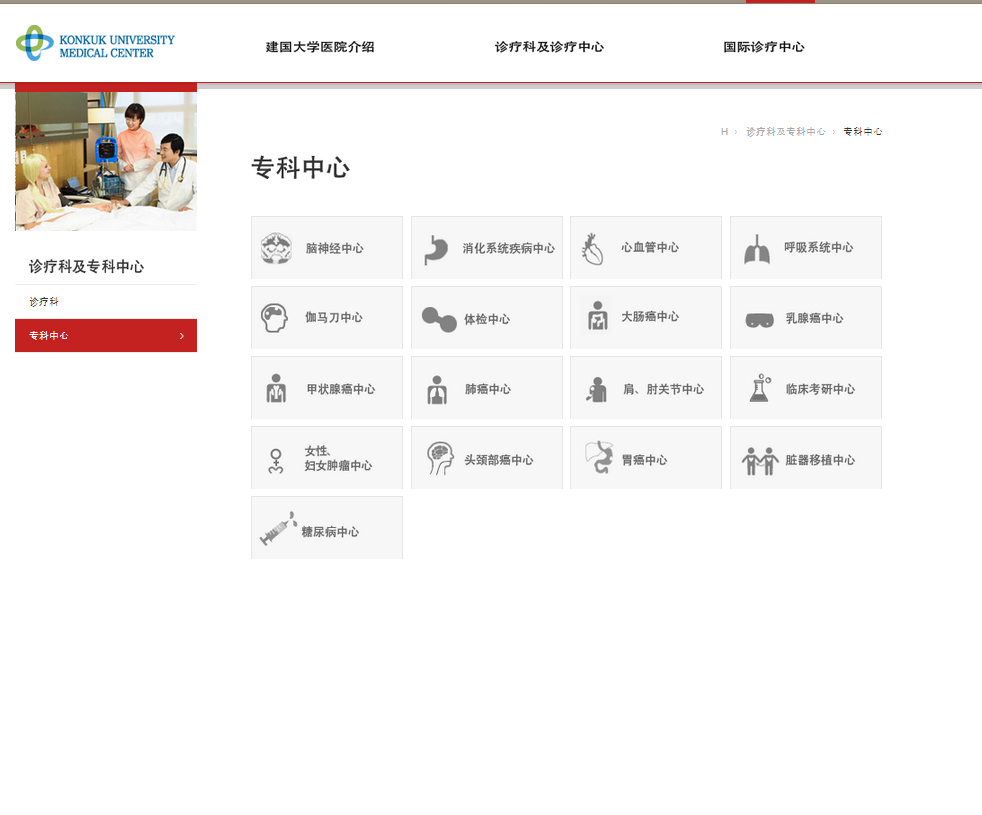 KONKUK UNIVERSITY
MEDICAL CENTER
建国大学医院介绍
诊疗科及诊疗中心
国际诊疗中心
H › 诊疗科及专科中心 › 专科中心
专科中心
诊疗科及专科中心
诊疗科
专科中心 ›
脑神经中心
消化系统疾病中心
心血管中心
呼吸系统中心
伽马刀中心
体检中心
大肠癌中心
乳腺癌中心
甲状腺癌中心
肺癌中心
肩、肘关节中心
临床考研中心
女性、
妇女肿瘤中心
头颈部癌中心
胃癌中心
脏器移植中心
糖尿病中心